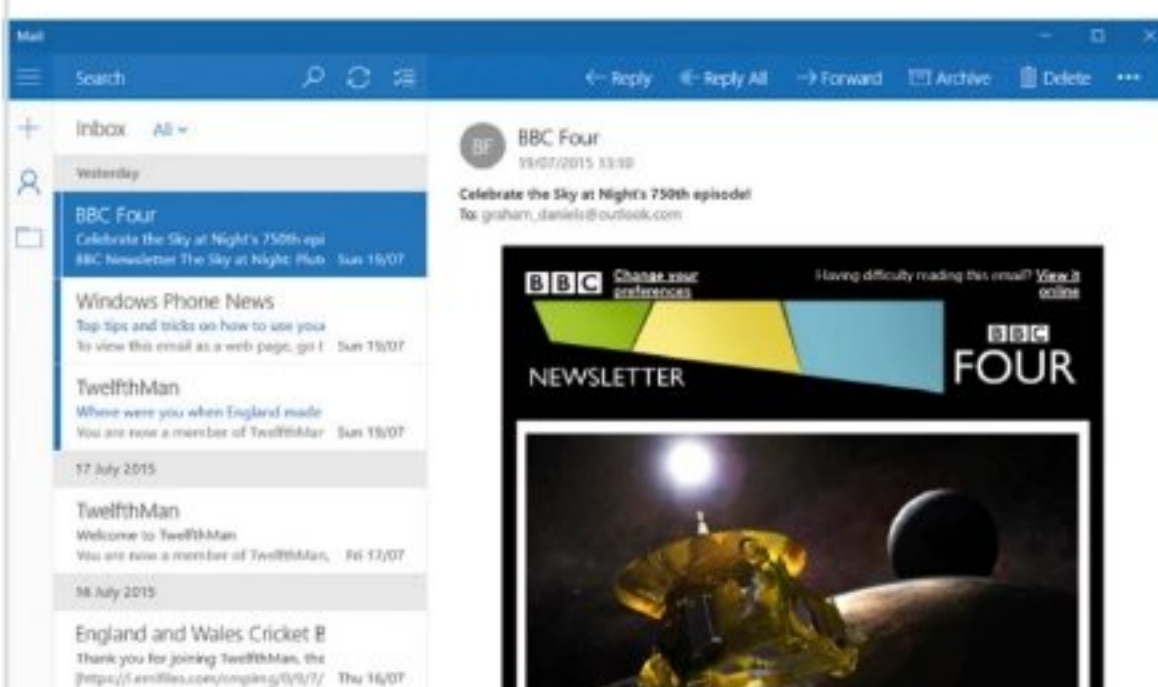 Mail
Search
Reply
Reply All
Forward
Archive
Delete
Inbox All
Yesterday
BBC Four
Celebrate the Sky at Night's 750th epi
BBC Newsletter The Sky at Night: Plut Sun 19/07
Windows Phone News
Top tips and tricks on how to use your
To view this email as a web page, go t Sun 19/07
TwelfthMan
Where were you when England made
You are now a member of TwelfthMan Sun 19/07
17 July 2015
TwelfthMan
Welcome to TwelfthMan
You are now a member of TwelfthMan, Fri 17/07
16 July 2015
England and Wales Cricket B
Thank you for joining TwelfthMan, the
Thu 16/07
BF
BBC Four
19/07/2015 13:10
Celebrate the Sky at Night's 750th episode!
To: graham_daniels@outlook.com
BBC Change your preferences
Having difficulty reading this email? View it online
NEWSLETTER
BBC
FOUR